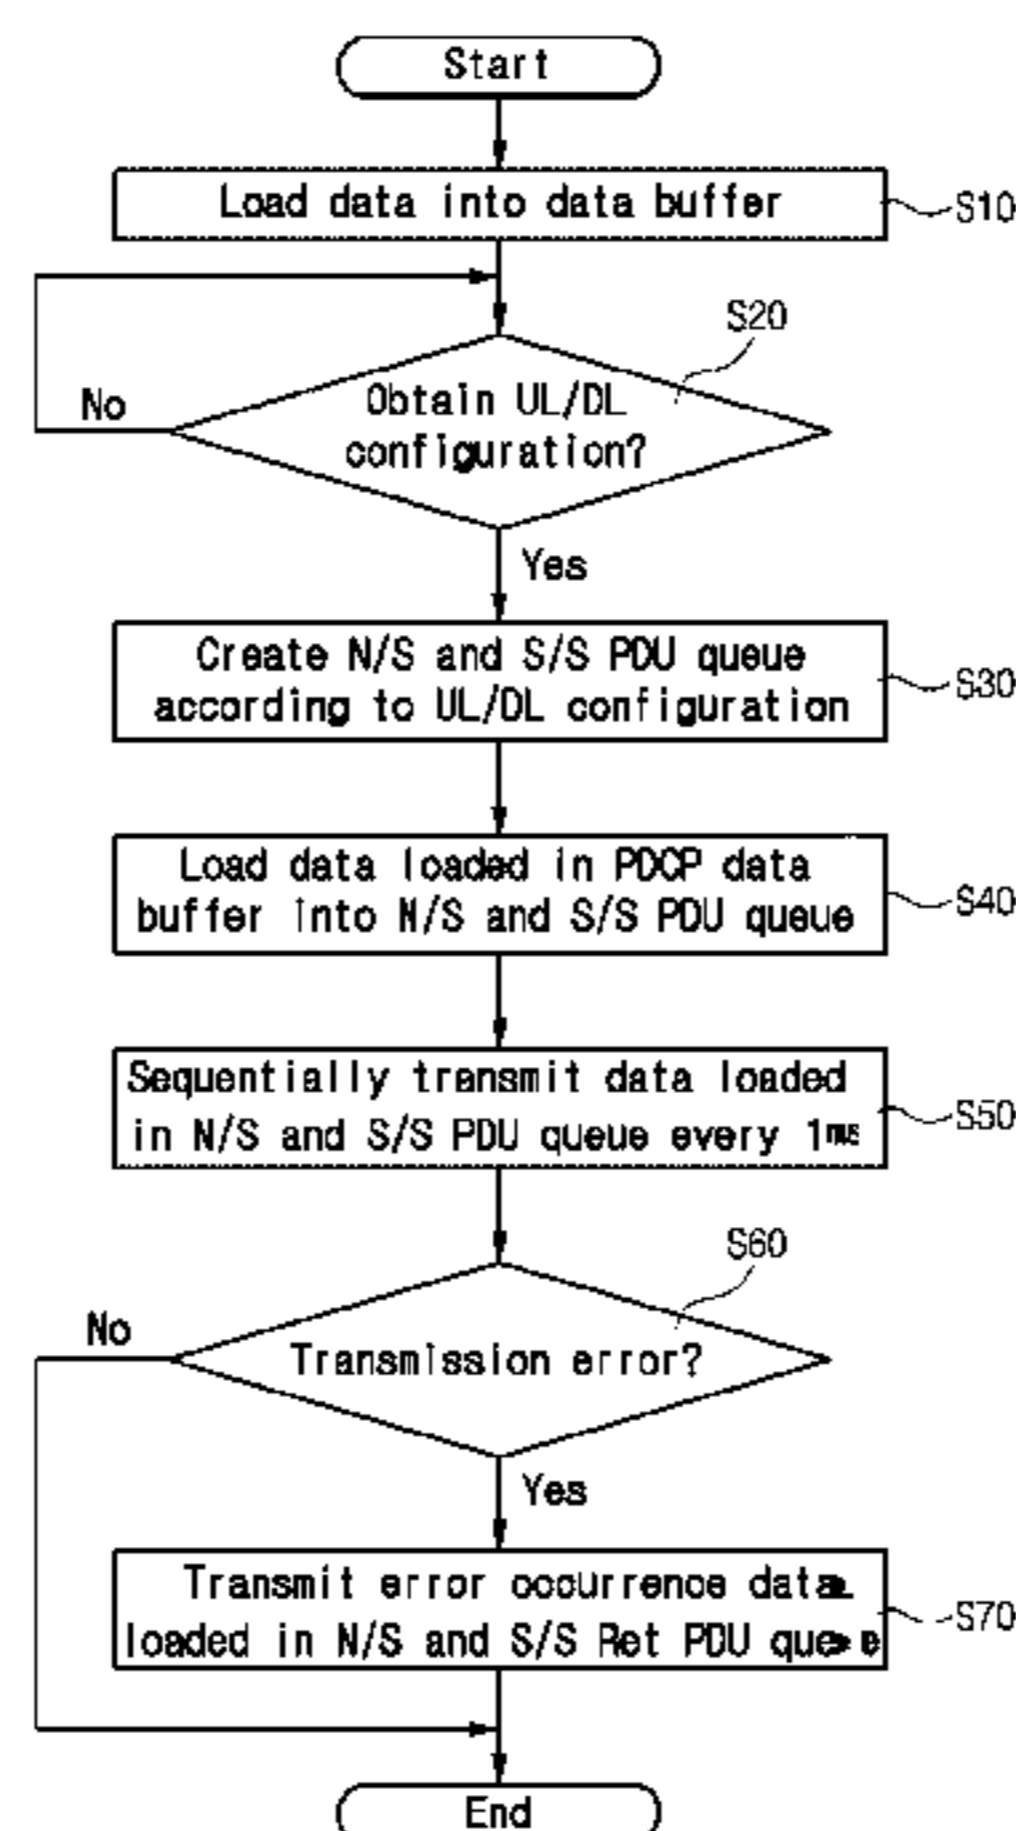 Start
Load data into data buffer
S10
S20
Obtain UL/DL
configuration?
No
Yes
Create N/S and S/S PDU queue
according to UL/DL configuration
S30
Load data loaded in PDCP data
buffer into N/S and S/S PDU queue
S40
Sequentially transmit data loaded
in N/S and S/S PDU queue every 1ms
S50
S60
No
Transmission error?
Yes
Transmit error occurrence data
loaded in N/S and S/S Ret PDU queue
S70
End